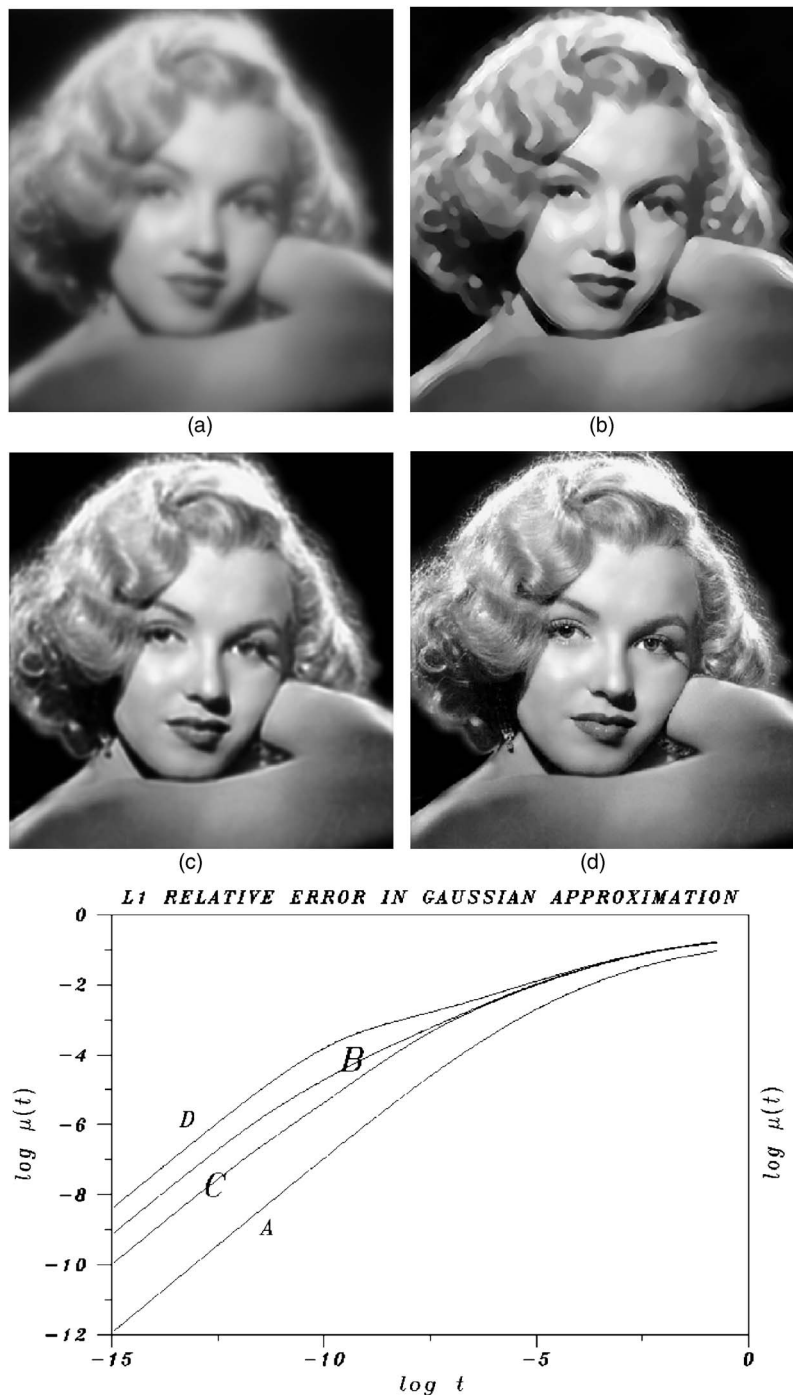 (a)
(b)
(c)
(d)
L1 RELATIVE ERROR IN GAUSSIAN APPROXIMATION
0
-2
-4
-6
-8
-10
-12
log μ(t)
D
B
C
A
log μ(t)
-15
-10
-5
0
log t